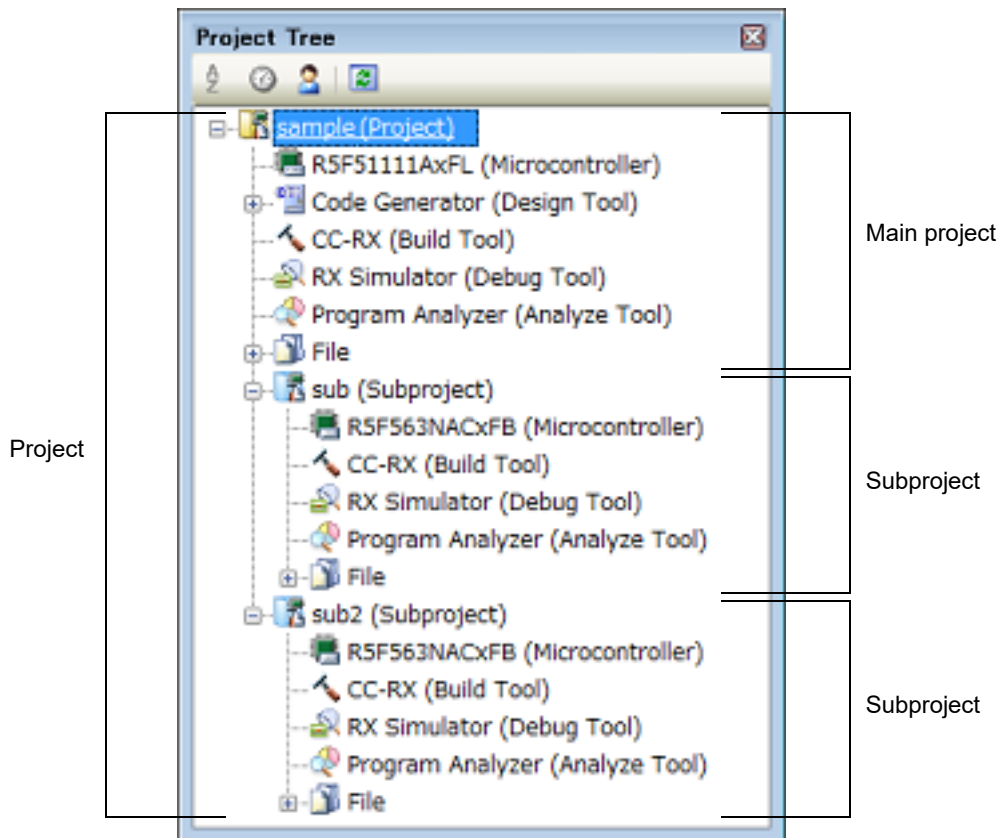 Project Tree
sample (Project)
R5F51111AxFL (Microcontroller)
Code Generator (Design Tool)
CC-RX (Build Tool)
RX Simulator (Debug Tool)
Program Analyzer (Analyze Tool)
File
Main project
sub (Subproject)
R5F563NACxFB (Microcontroller)
CC-RX (Build Tool)
RX Simulator (Debug Tool)
Program Analyzer (Analyze Tool)
File
Subproject
sub2 (Subproject)
R5F563NACxFB (Microcontroller)
CC-RX (Build Tool)
RX Simulator (Debug Tool)
Program Analyzer (Analyze Tool)
File
Subproject
Project